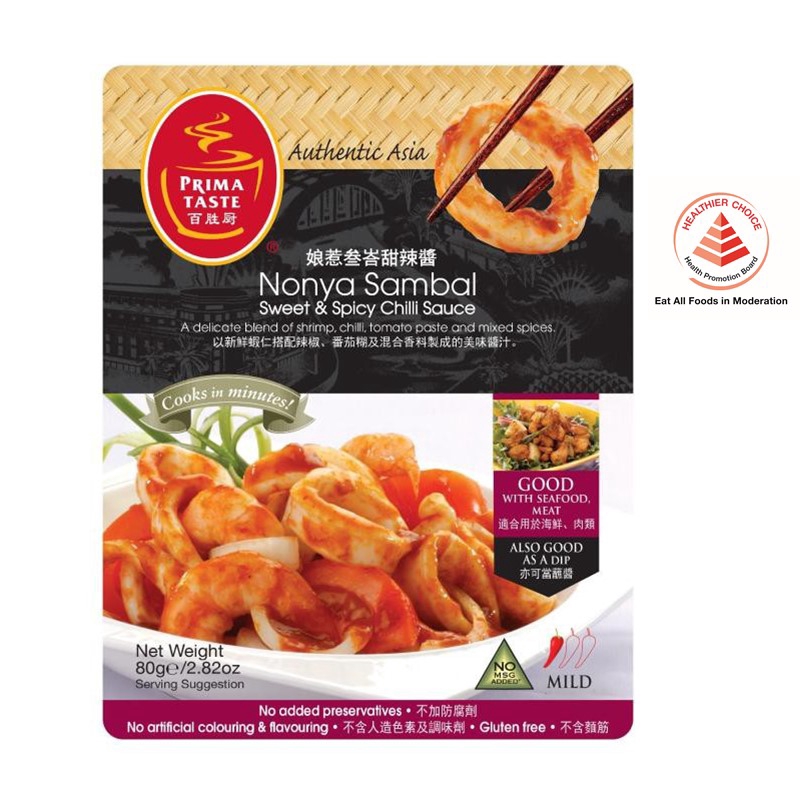 PRIMA
TASTE
百胜厨
®
Authentic Asia
娘惹叁峇甜辣醬
Nonya Sambal
Sweet & Spicy Chilli Sauce
A delicate blend of shrimp, chilli, tomato paste and mixed spices.
以新鮮蝦仁搭配辣椒、番茄糊及混合香料製成的美味醬汁。
Cooks in minutes!
GOOD
WITH SEAFOOD,
MEAT
適合用於海鮮、肉類
ALSO GOOD
AS A DIP
亦可當蘸醬
Net Weight
80g℮/2.82oz
Serving Suggestion
NO
MSG
ADDED*
MILD
No added preservatives • 不加防腐劑
No artificial colouring & flavouring • 不含人造色素及調味劑 • Gluten free • 不含麵筋
HEALTHIER CHOICE
Health Promotion Board
Eat All Foods in Moderation